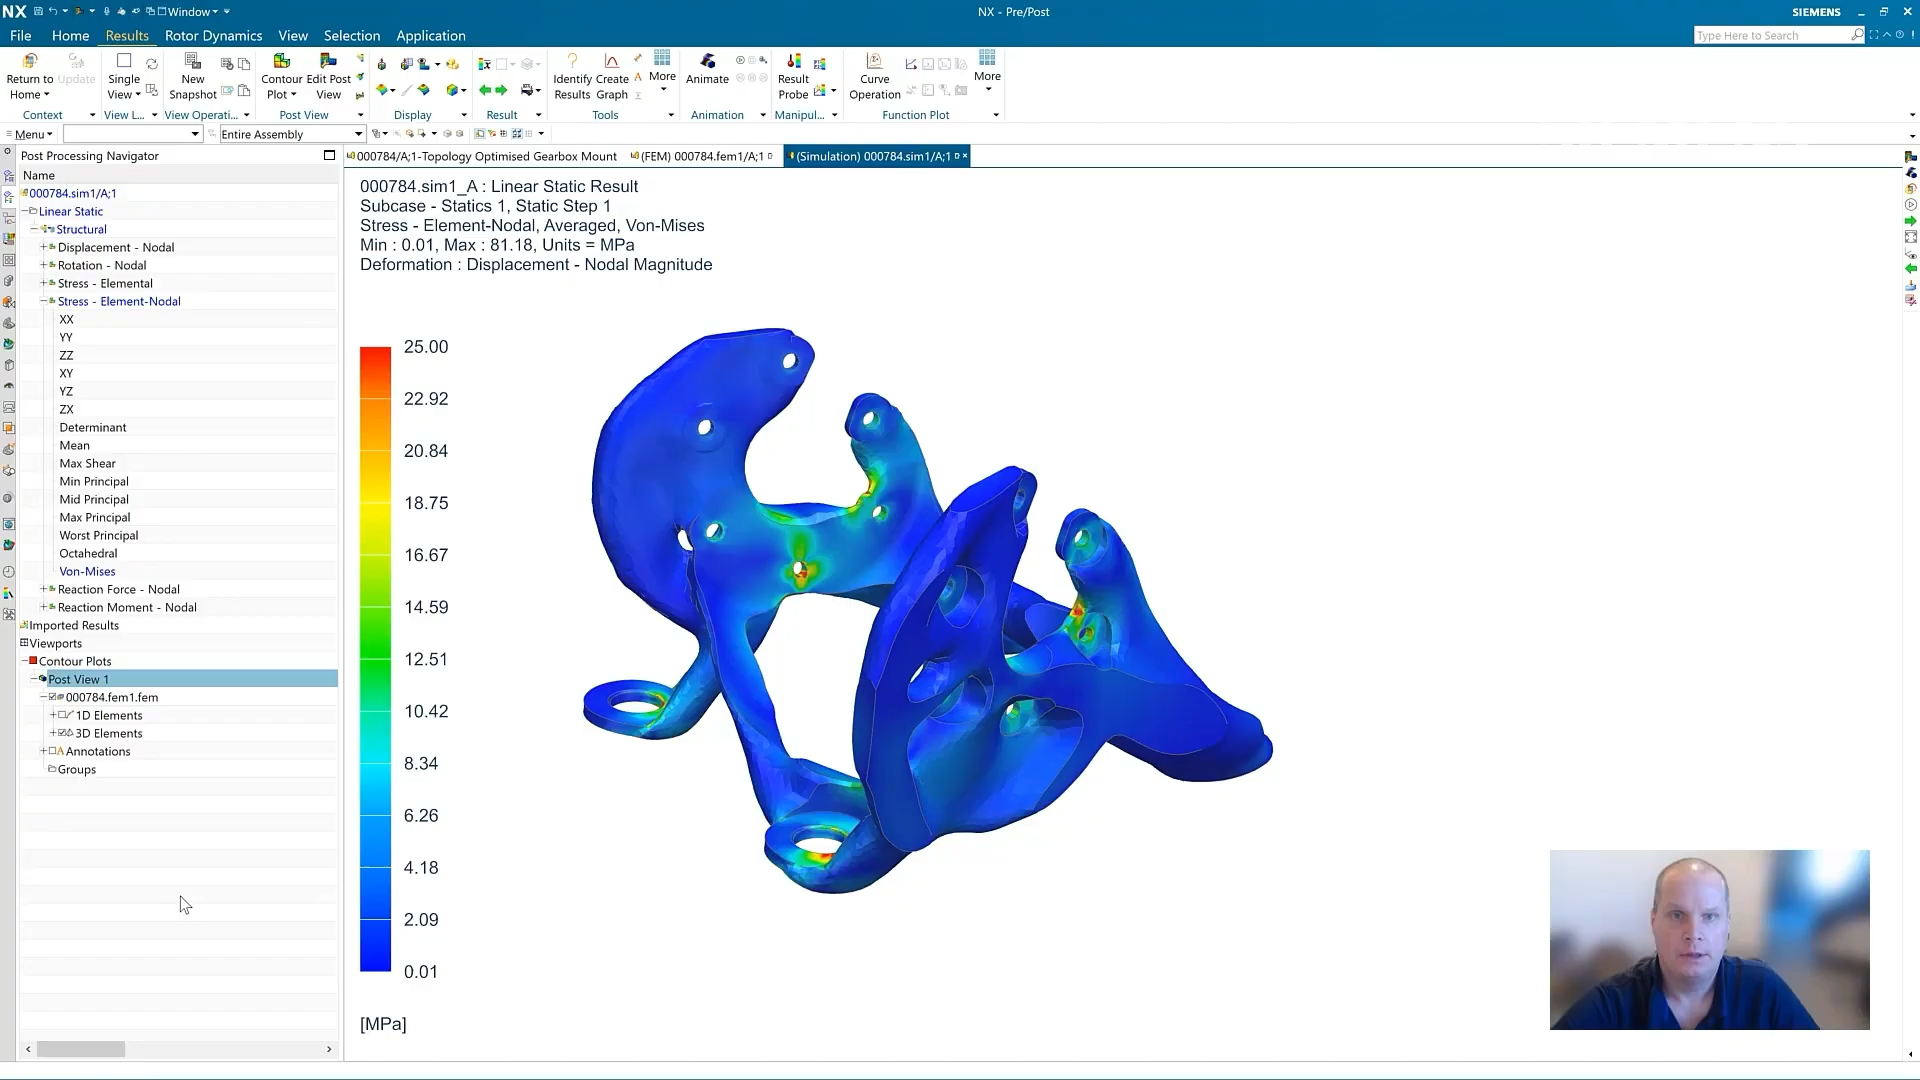 NX
Window
NX - Pre/Post
SIEMENS
File
Home
Results
Rotor Dynamics
View
Selection
Application
Type Here to Search
Return to
Home
Update
Single
View
New
Snapshot
Contour
Plot
Edit Post
View
Identify
Results
Create
Graph
More
Animate
Result
Probe
Curve
Operation
More
Context
View L...
View Operati...
Post View
Display
Result
Tools
Animation
Manipul...
Function Plot
Menu
Entire Assembly
Post Processing Navigator
000784/A;1-Topology Optimised Gearbox Mount
(FEM) 000784.fem1/A;1
(Simulation) 000784.sim1/A;1
Name
000784.sim1/A;1
Linear Static
Structural
Displacement - Nodal
Rotation - Nodal
Stress - Elemental
Stress - Element-Nodal
XX
YY
ZZ
XY
YZ
ZX
Determinant
Mean
Max Shear
Min Principal
Mid Principal
Max Principal
Worst Principal
Octahedral
Von-Mises
Reaction Force - Nodal
Reaction Moment - Nodal
Imported Results
Viewports
Contour Plots
Post View 1
000784.fem1.fem
1D Elements
3D Elements
Annotations
Groups
000784.sim1_A : Linear Static Result
Subcase - Statics 1, Static Step 1
Stress - Element-Nodal, Averaged, Von-Mises
Min : 0.01, Max : 81.18, Units = MPa
Deformation : Displacement - Nodal Magnitude
25.00
22.92
20.84
18.75
16.67
14.59
12.51
10.42
8.34
6.26
4.18
2.09
0.01
[MPa]